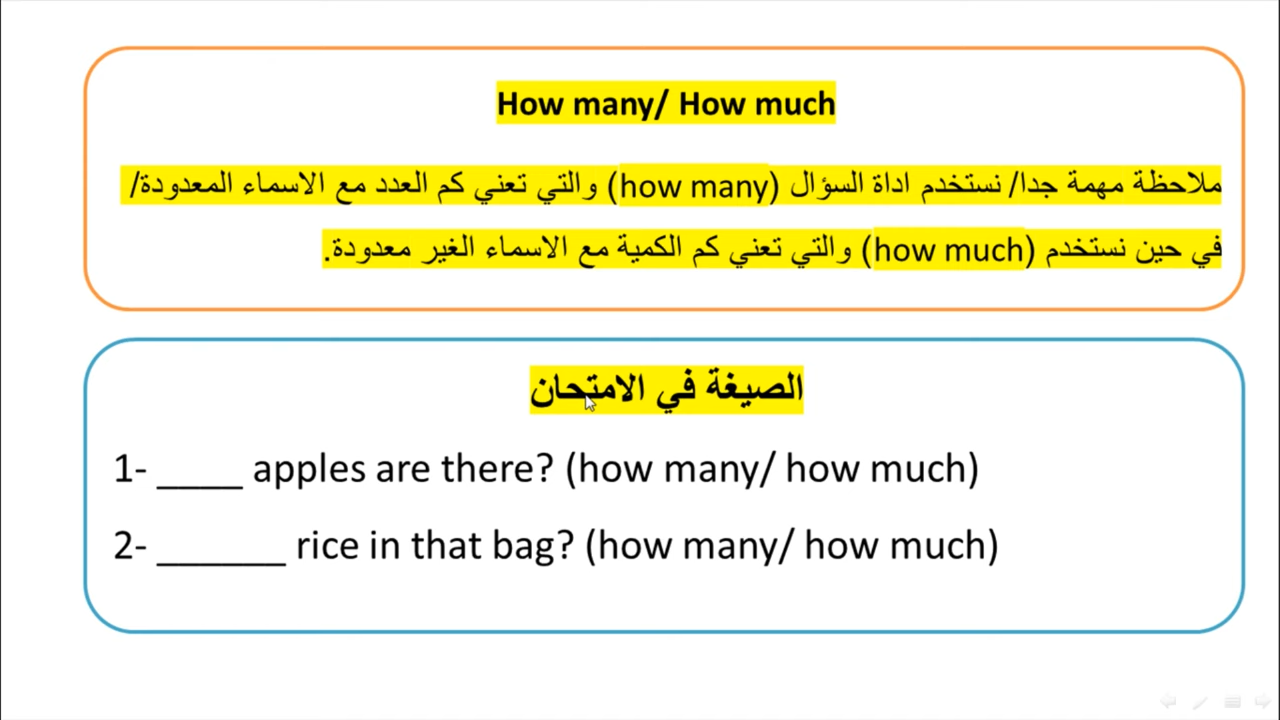 How many/ How much
ملاحظة مهمة جدا/ نستخدم اداة السؤال (how many) والتي تعني كم العدد مع الاسماء المعدودة/
في حين نستخدم (how much) والتي تعني كم الكمية مع الاسماء الغير معدودة.
الصيغة في الامتحان
1- ____ apples are there? (how many/ how much)
2- ______ rice in that bag? (how many/ how much)